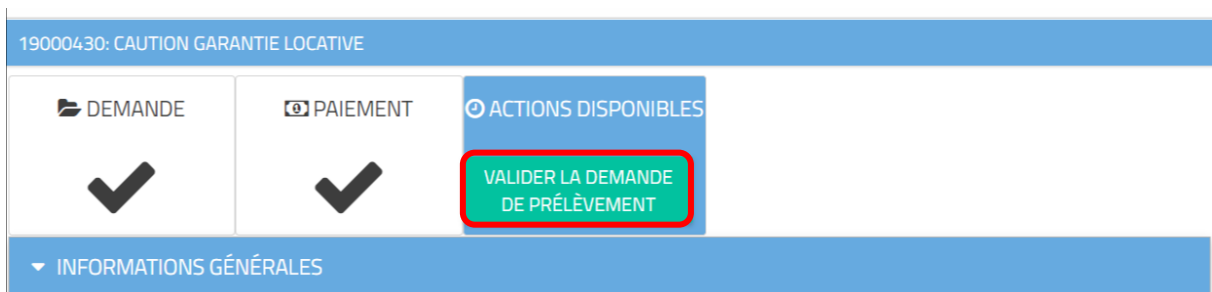 19000430: CAUTION GARANTIE LOCATIVE
DEMANDE
PAIEMENT
ACTIONS DISPONIBLES
VALIDER LA DEMANDE
DE PRÉLÈVEMENT
INFORMATIONS GÉNÉRALES